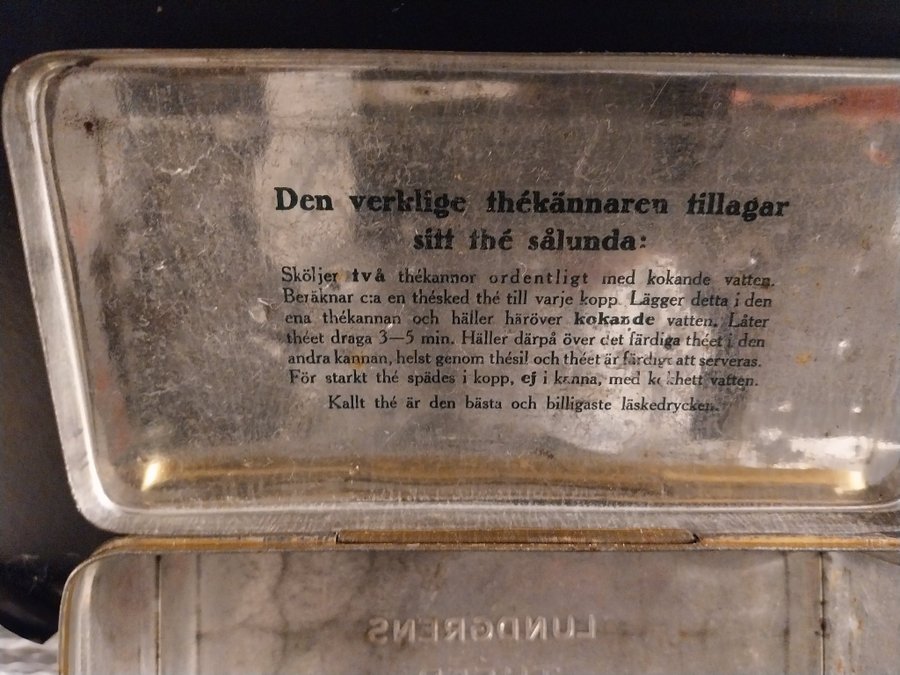 Den verklige thékännaren tillagar
sitt thé sålunda:
Sköljer två thékannor ordentligt med kokande vatten.
Beräknar c:a en thésked thé till varje kopp. Lägger detta i den
ena thékannan och häller häröver kokande vatten. Låter
théet draga 3—5 min. Häller därpå över det färdiga théet i den
andra kannan, helst genom thésil och théet är färdigt att serveras.
För starkt thé spädes i kopp, ej i kanna, med kokhett vatten.
Kallt thé är den bästa och billigaste läskedrycken.
LUNDGRENS